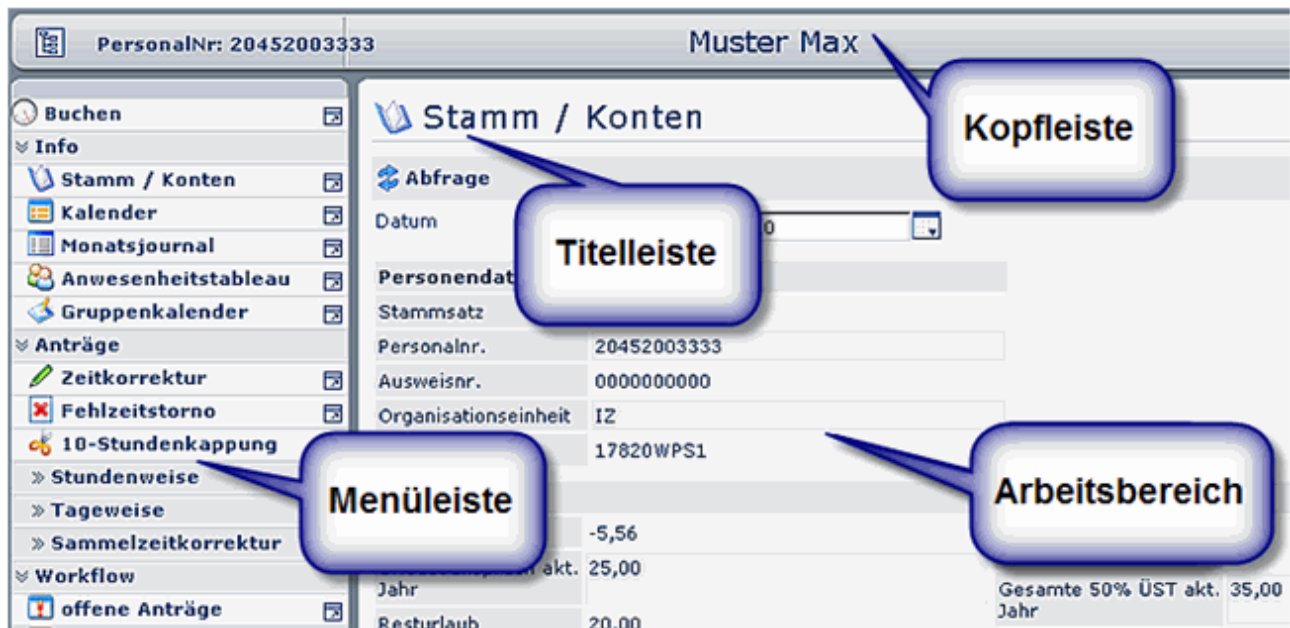 PersonalNr: 20452003333
Muster Max
Kopfleiste
Buchen
Info
Stamm / Konten
Kalender
Monatsjournal
Anwesenheitstableau
Gruppenkalender
Anträge
Zeitkorrektur
Fehlzeitstorno
10-Stundenkappung
Stundenweise
Tageweise
Sammelzeitkorrektur
Workflow
offene Anträge
Menüleiste
Stamm / Konten
Titelleiste
Abfrage
Datum
0
Stammsatz
Personalnr. 20452003333
Ausweisnr. 0000000000
Organisationseinheit IZ
17820WPS1
Arbeitsbereich
-5,56
akt. 25,00
Jahr
Gesamte 50% ÜST akt. 35,00
Jahr
Resturlaub 20,00